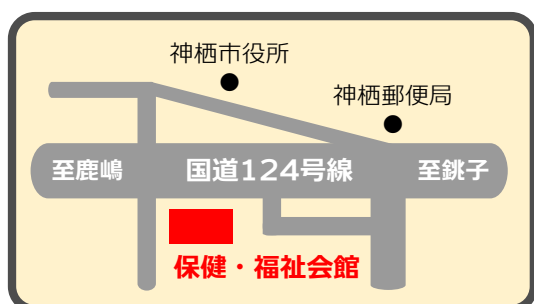 神栖市役所
神栖郵便局
至鹿嶋
国道124号線
至銚子
保健・福祉会館